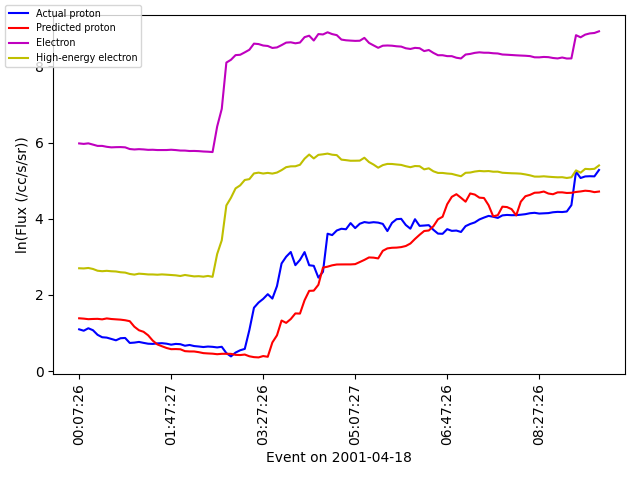 Actual proton
Predicted proton
Electron
High-energy electron
8
6
4
2
0
ln(Flux (/cc/s/sr))
00:07:26
01:47:27
03:27:26
05:07:27
06:47:26
08:27:26
Event on 2001-04-18